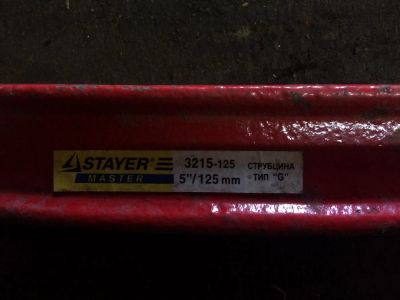 STAYER®
MASTER
3215-125
5"/125 mm
СТРУБЦИНА
ТИП "G"